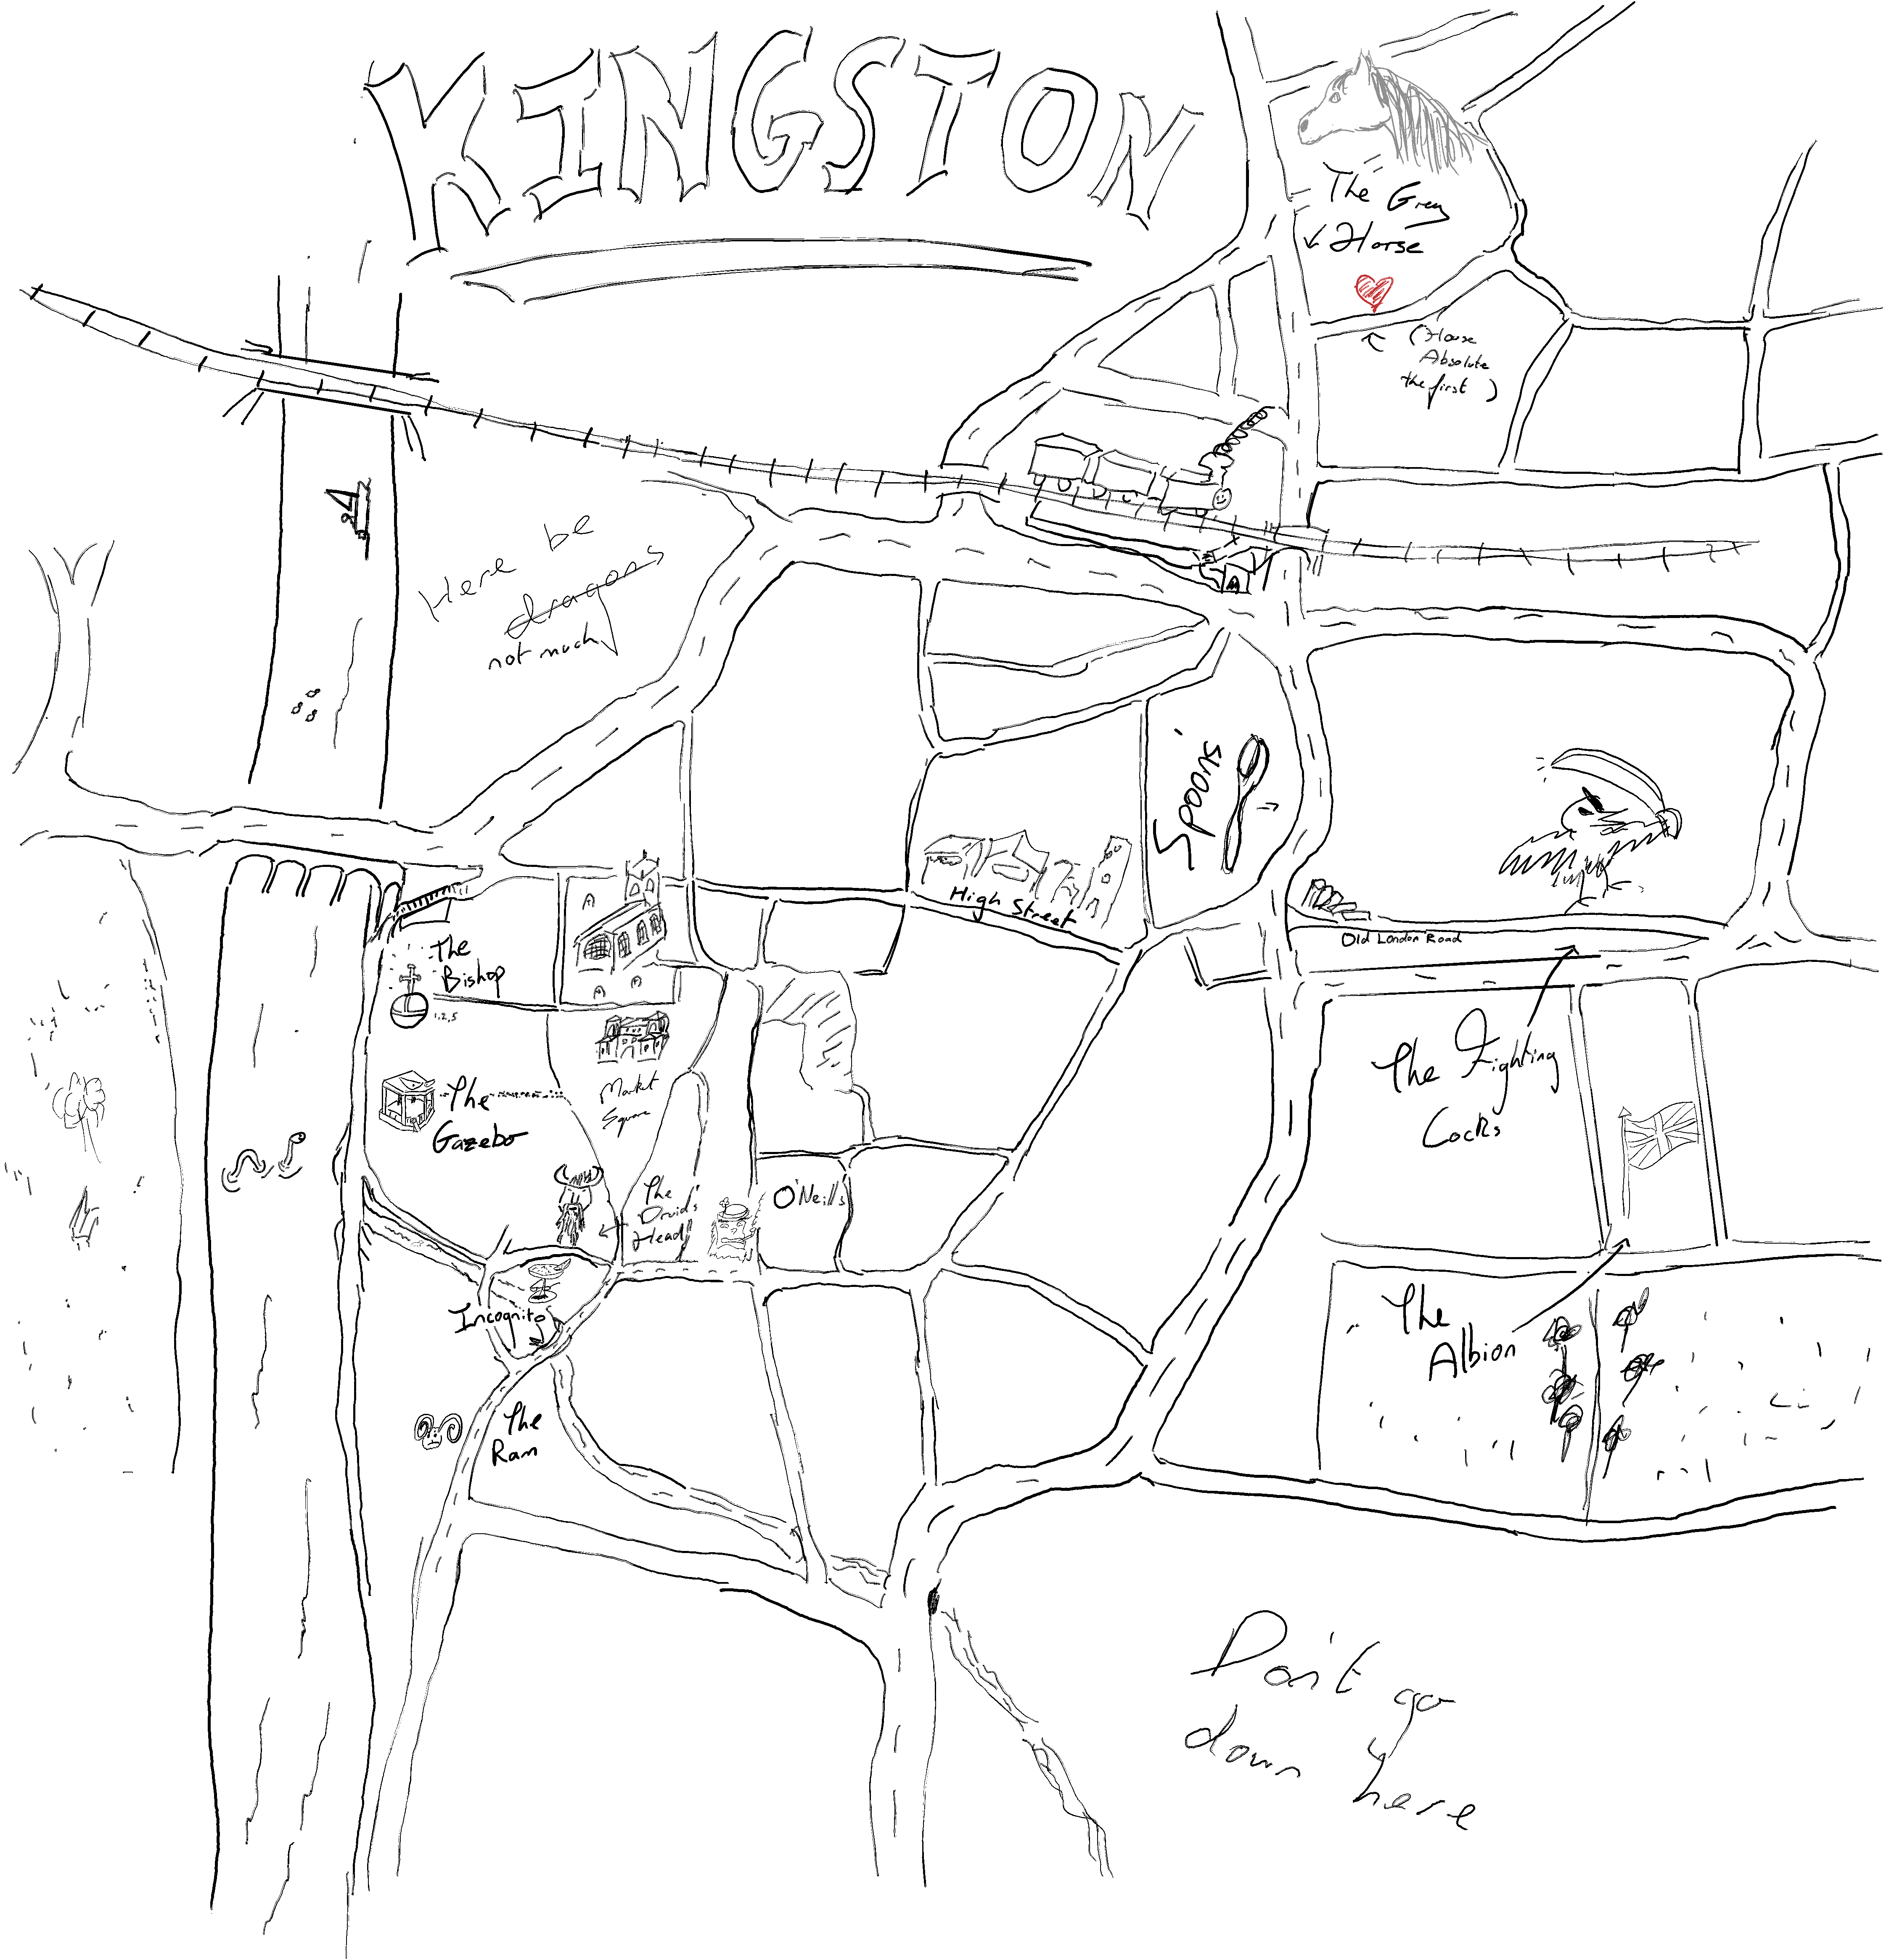 KINGSTON
The Grey
Horse
(House
Absolute
the first)
Here be
dragons
not much
Spoons'
High Street
Old London Road
The
Bishop
1,2,5
The
Gazebo
Market
Square
The
Druid's
Head
O'Neill's
Incognito
The
Ram
The Fighting
Cocks
The
Albion
Don't go
down here